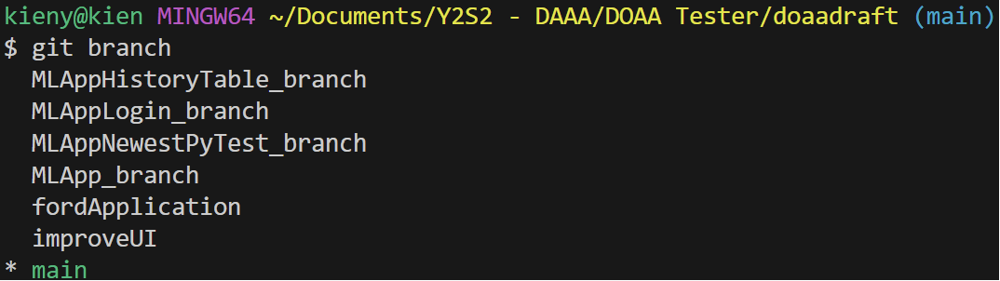 kieny@kien MINGW64 ~/Documents/Y2S2 - DAAA/DOAA Tester/doaadraft (main)
$ git branch
  MLAppHistoryTable_branch
  MLAppLogin_branch
  MLAppNewestPyTest_branch
  MLApp_branch
  fordApplication
  improveUI
* main